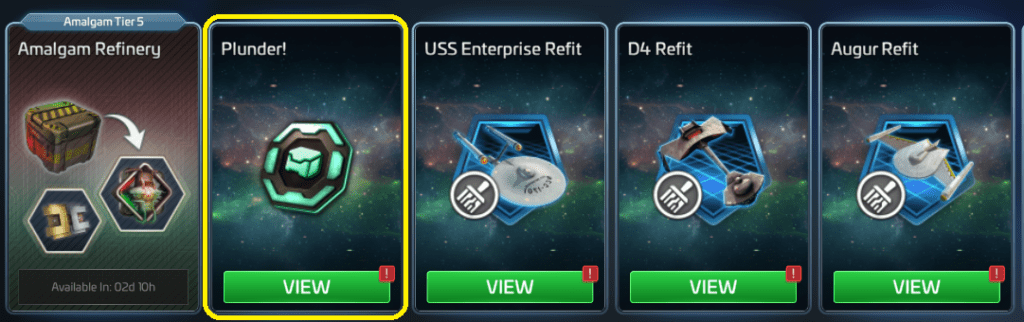 Amalgam Tier 5
Amalgam Refinery
Available In: 02d 10h
Plunder!
VIEW
!
USS Enterprise Refit
VIEW
!
D4 Refit
VIEW
!
Augur Refit
VIEW
!